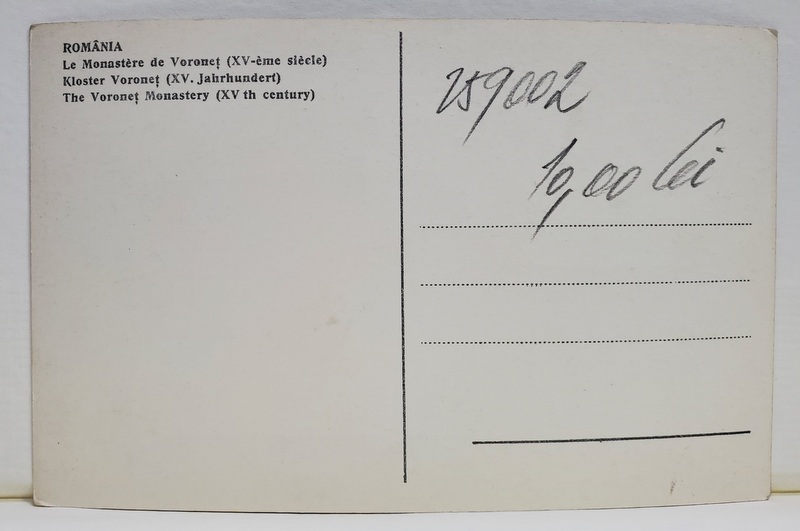 ROMÂNIA
Le Monastère de Voroneț (XV-ème siècle)
Kloster Voroneț (XV. Jahrhundert)
The Voroneț Monastery (XV th century)
259002
10,00 lei